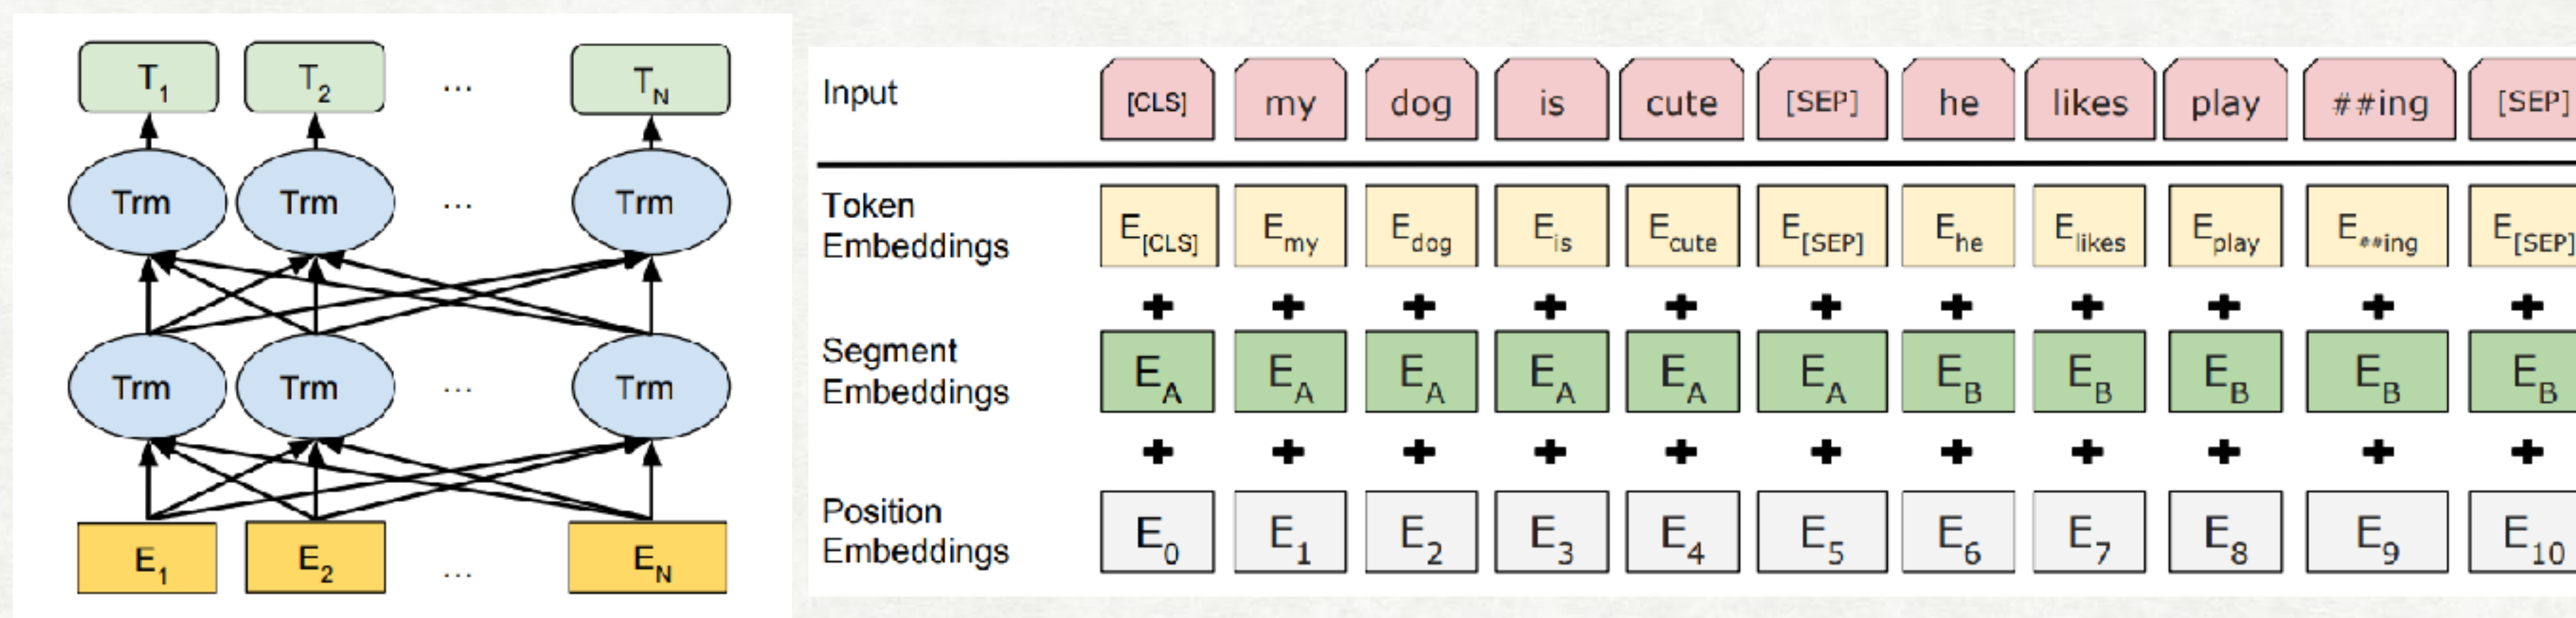 T1 T2 ... TN
Trm Trm ... Trm
Trm Trm ... Trm
E1 E2 ... EN
Input [CLS] my dog is cute [SEP] he likes play ##ing [SEP]
Token
Embeddings E[CLS] Emy Edog Eis Ecute E[SEP] Ehe Elikes Eplay E##ing E[SEP]
+ + + + + + + + + + +
Segment
Embeddings EA EA EA EA EA EA EB EB EB EB EB
+ + + + + + + + + + +
Position
Embeddings E0 E1 E2 E3 E4 E5 E6 E7 E8 E9 E10